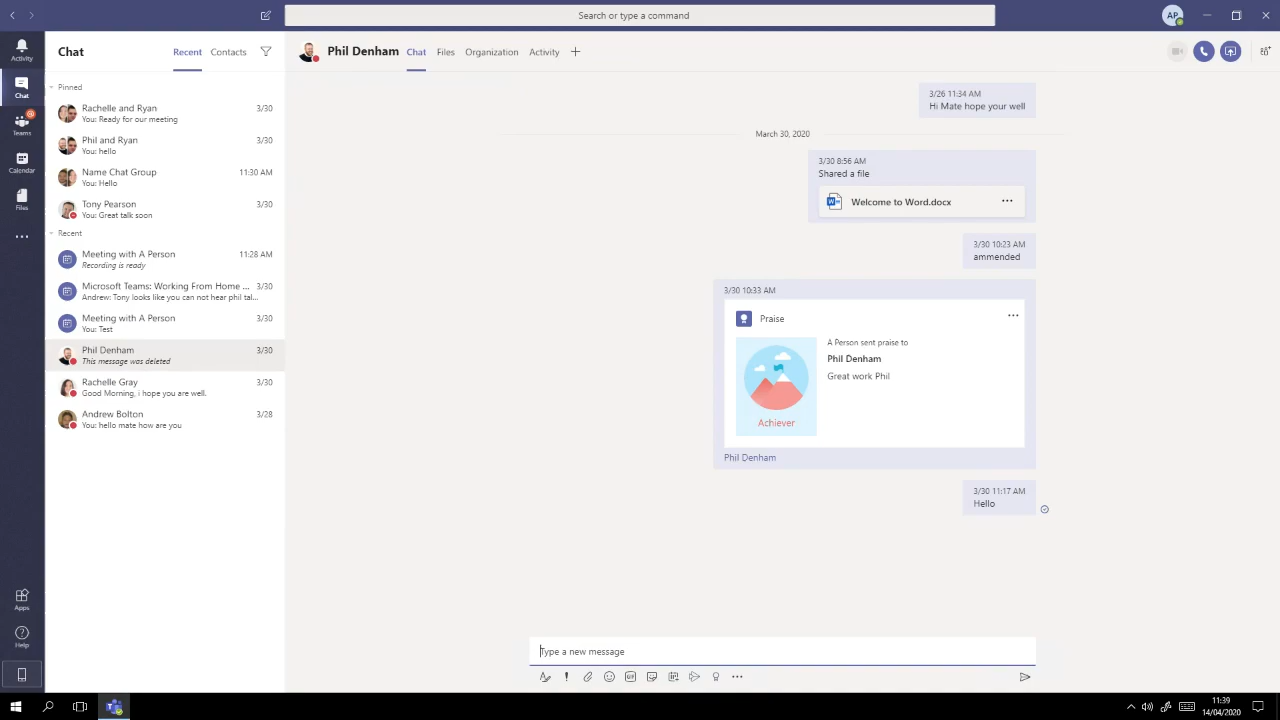 Search or type a command
AP
Activity
Chat
Teams
Calendar
Files
Apps
Help
Chat
Recent
Contacts
Pinned
Rachelle and Ryan 3/30
You: Ready for our meeting
Phil and Ryan 3/30
You: hello
Name Chat Group 11:30 AM
You: Hello
Tony Pearson 3/30
You: Great talk soon
Recent
Meeting with A Person 11:28 AM
Recording is ready
Microsoft Teams: Working From Home ... 3/30
Andrew: Tony looks like you can not hear phil tal...
Meeting with A Person 3/30
You: Test
Phil Denham 3/30
This message was deleted
Rachelle Gray 3/30
Good Morning, i hope you are well.
Andrew Bolton 3/28
You: hello mate how are you
Phil Denham
Chat
Files
Organization
Activity
3/26 11:34 AM
Hi Mate hope your well
March 30, 2020
3/30 8:56 AM
Shared a file
Welcome to Word.docx
3/30 10:23 AM
ammended
3/30 10:33 AM
Praise
A Person sent praise to
Phil Denham
Great work Phil
Achiever
Phil Denham
3/30 11:17 AM
Hello
Type a new message
GIF
11:39
14/04/2020